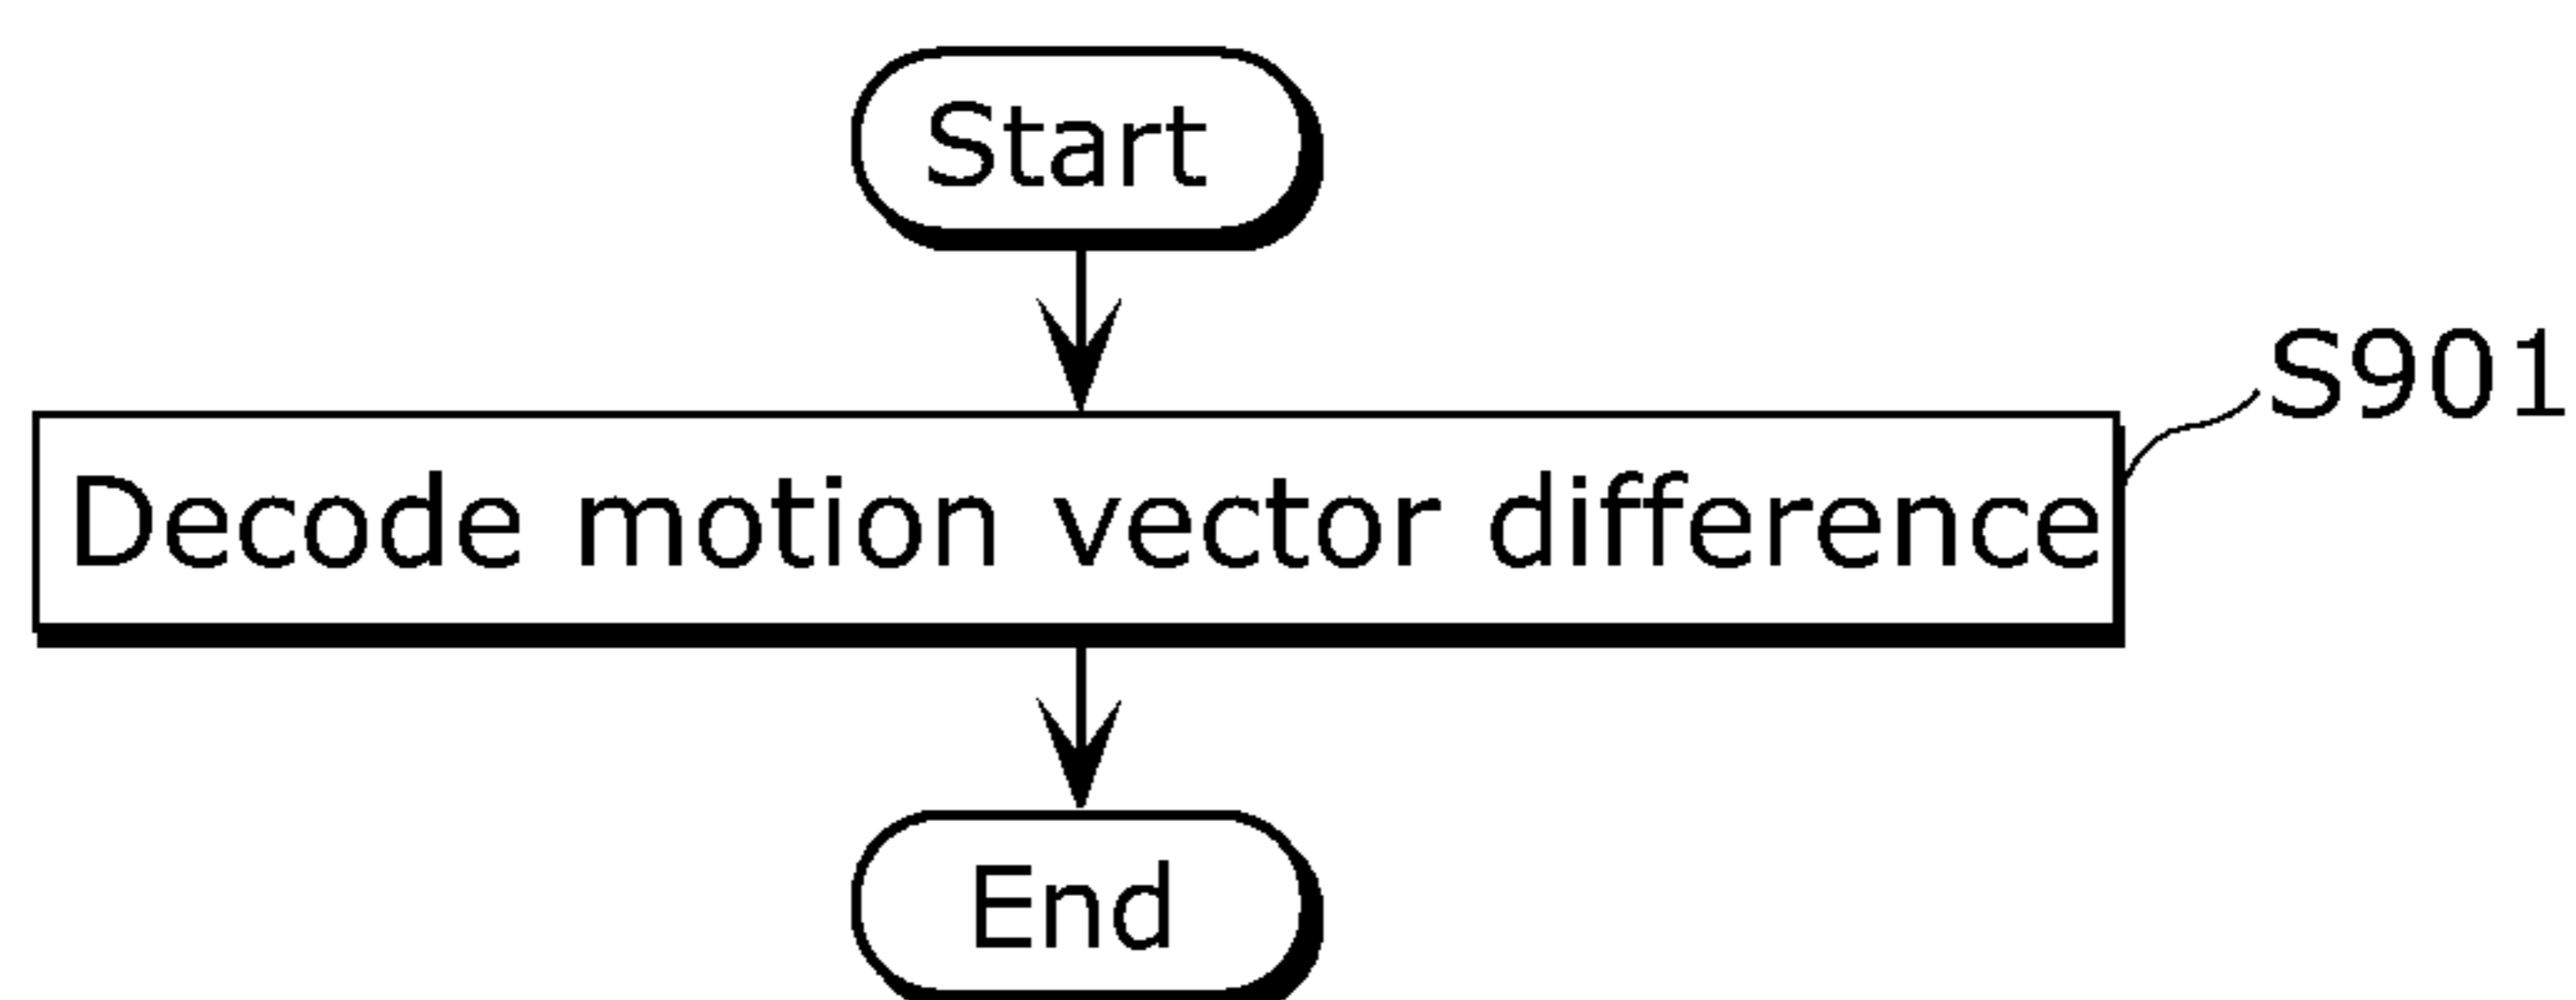 Start
S901
Decode motion vector difference
End